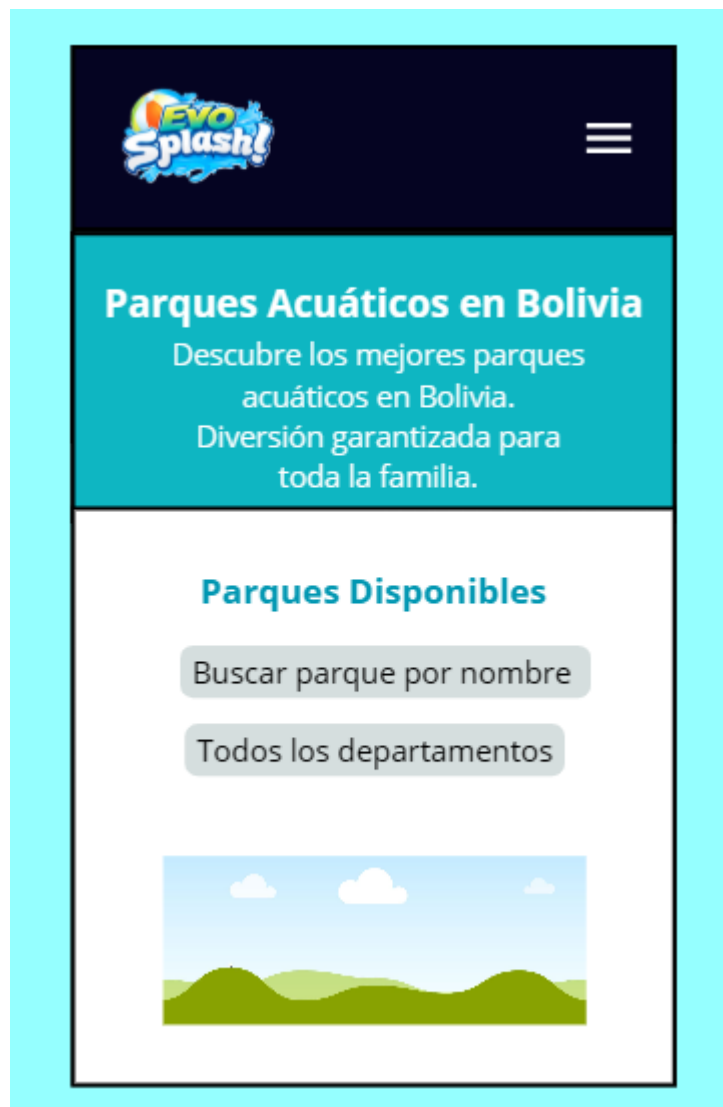 EVO
Splash!
Parques Acuáticos en Bolivia
Descubre los mejores parques
acuáticos en Bolivia.
Diversión garantizada para
toda la familia.
Parques Disponibles
Buscar parque por nombre
Todos los departamentos